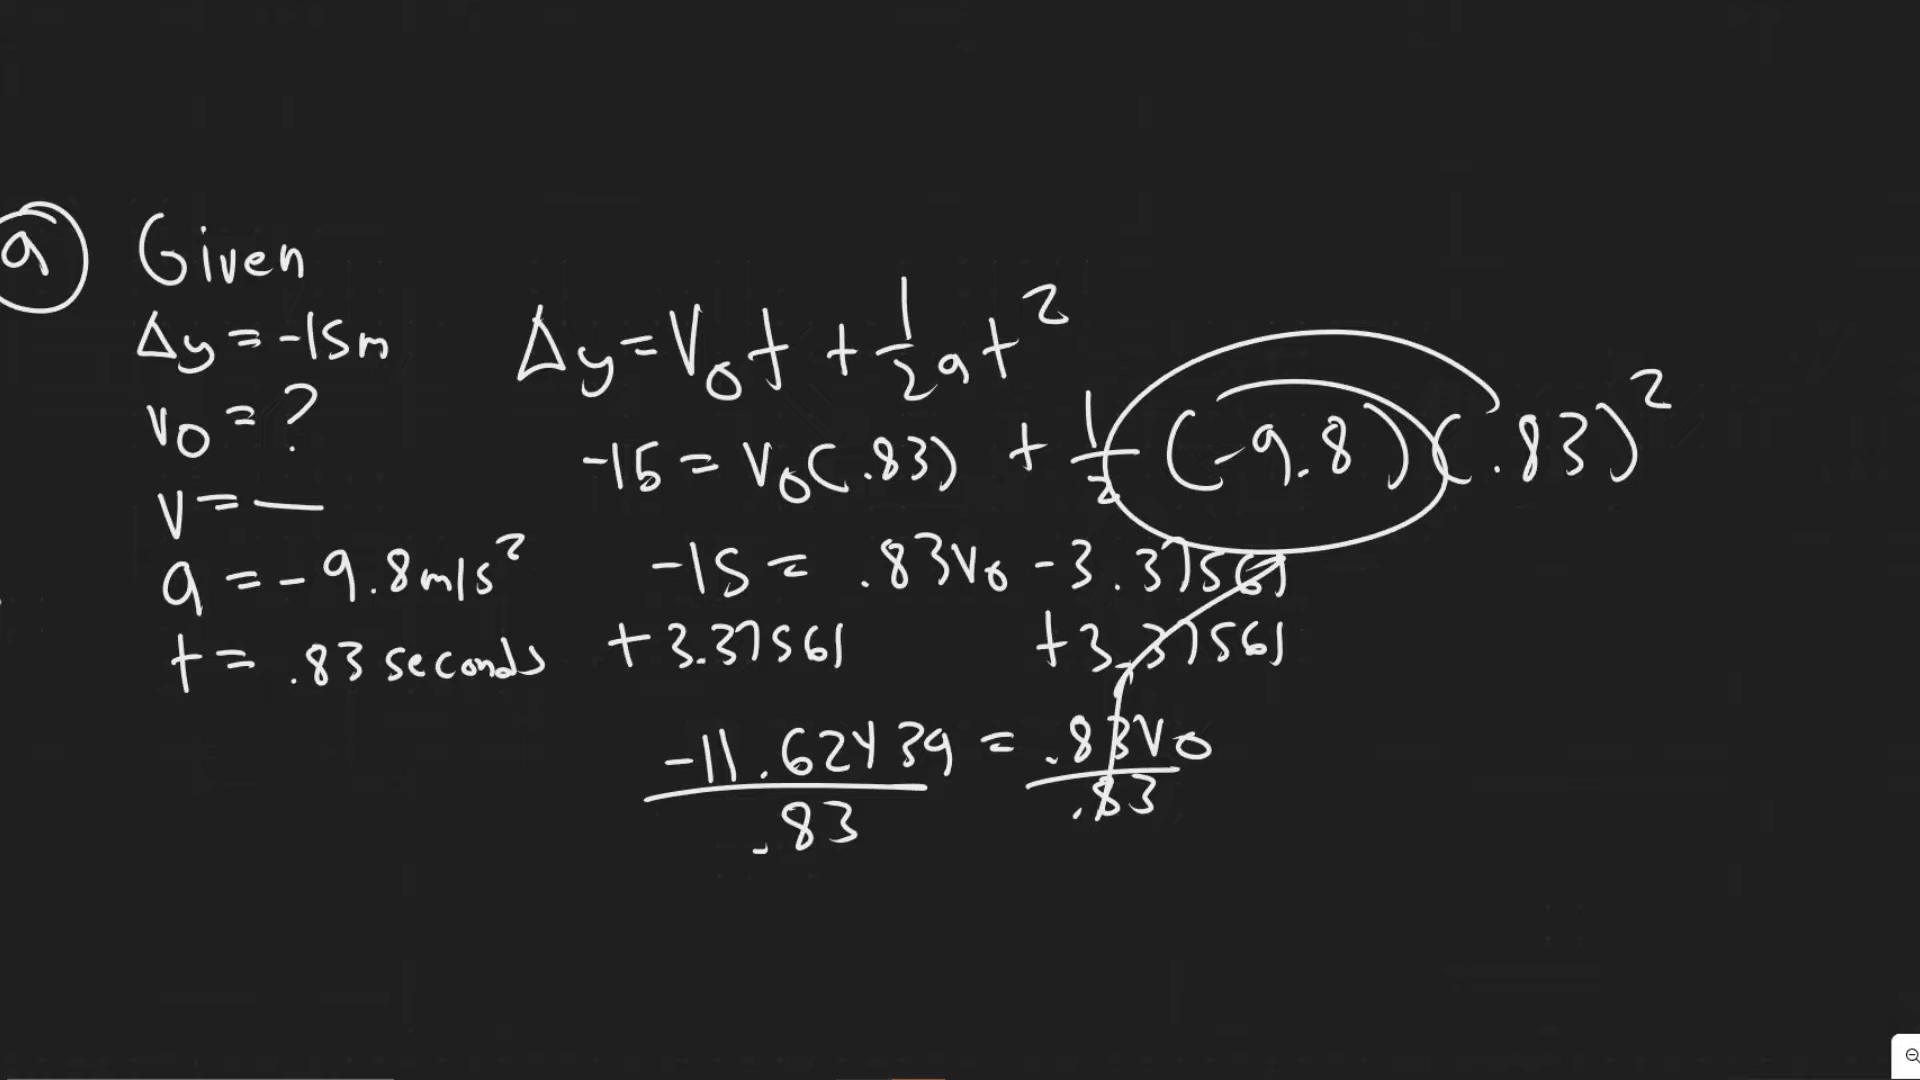 a Given
Δy = -15m
v0 = ?
v = —
a = -9.8m/s²
t = .83 seconds
Δy = V0t + 1/2 at²
-15 = V0(.83) + 1/2 (-9.8)(.83)²
-15 = .83V0 - 3.37561
+3.37561 +3.37561
-11.62439 = .83V0
.83 .83